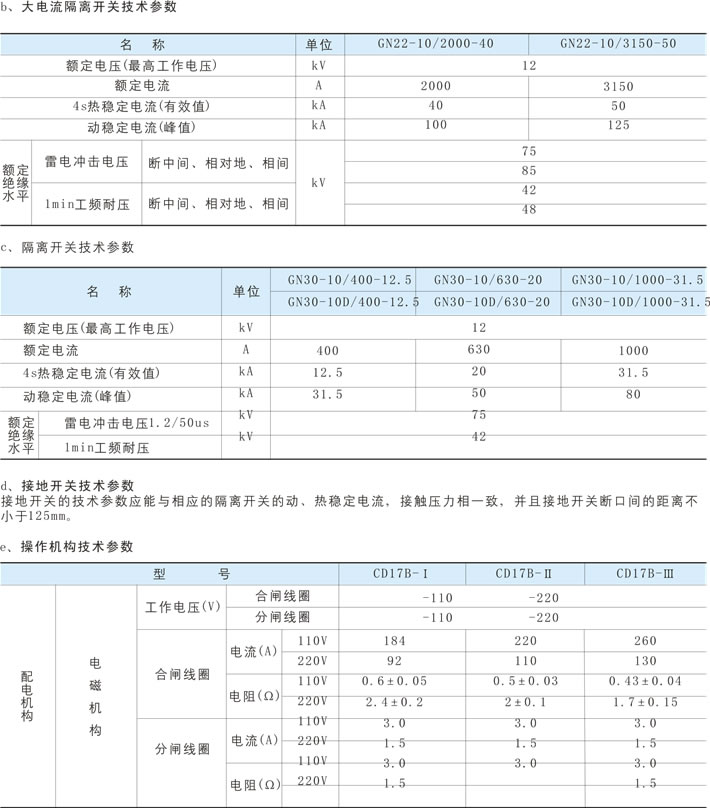 b、大电流隔离开关技术参数
名 称 单位 GN22-10/2000-40 GN22-10/3150-50
额定电压(最高工作电压) kV 12
额定电流 A 2000 3150
4s热稳定电流(有效值) kA 40 50
动稳定电流(峰值) kA 100 125
额定绝缘水平 雷电冲击电压 断中间、相对地、相间 kV 75
85
1min工频耐压 断中间、相对地、相间 42
48
c、隔离开关技术参数
名 称 单位 GN30-10/400-12.5 GN30-10/630-20 GN30-10/1000-31.5
GN30-10D/400-12.5 GN30-10D/630-20 GN30-10D/1000-31.5
额定电压(最高工作电压) kV 12
额定电流 A 400 630 1000
4s热稳定电流(有效值) kA 12.5 20 31.5
动稳定电流(峰值) kA 31.5 50 80
额定绝缘水平 雷电冲击电压1.2/50us kV 75
1min工频耐压 kV 42
d、接地开关技术参数
接地开关的技术参数应能与相应的隔离开关的动、热稳定电流，接触压力相一致，并且接地开关断口间的距离不
小于125mm。
e、操作机构技术参数
型 号 CD17B-Ⅰ CD17B-Ⅱ CD17B-Ⅲ
配电机构 电磁机构 工作电压(V) 合闸线圈 -110 -220
分闸线圈 -110 -220
合闸线圈 电流(A) 110V 184 220 260
220V 92 110 130
电阻(Ω) 110V 0.6±0.05 0.5±0.03 0.43±0.04
220V 2.4±0.2 2±0.1 1.7±0.15
分闸线圈 电流(A) 110V 3.0 3.0 3.0
220V 1.5 1.5 1.5
电阻(Ω) 110V 3.0 3.0 3.0
220V 1.5 1.5